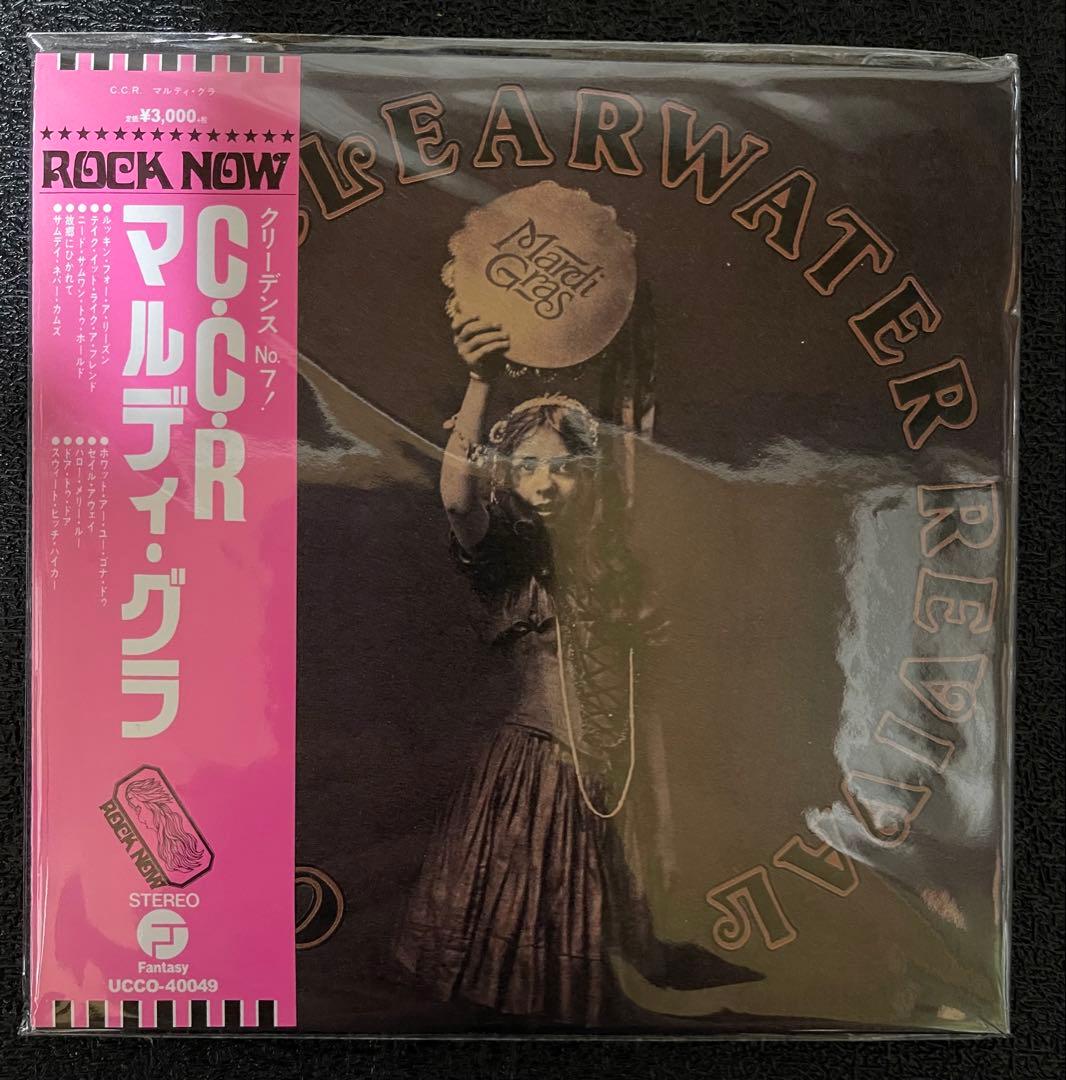 C.C.R. マルディ・グラ
定価¥3,000+税
ROCK NOW
クリーデンス No.7!
C.C.R
マルディ・グラ
●ルッキン・フォー・ア・リーズン
●テイク・イット・ライク・ア・フレンド
●ニード・サムワン・トゥ・ホールド
●故郷にひかれて
●サムデイ・ネバー・カムズ
●ホワット・アー・ユー・ゴナ・ドゥ
●セイル・アウェイ
●ハロー・メリー・ルー
●ドア・トゥ・ドア
●スウィート・ヒッチ・ハイカー
ROCK NOW
STEREO
Fantasy
UCCO-40049
CLEARWATER REVIVAL
Mardi
Gras